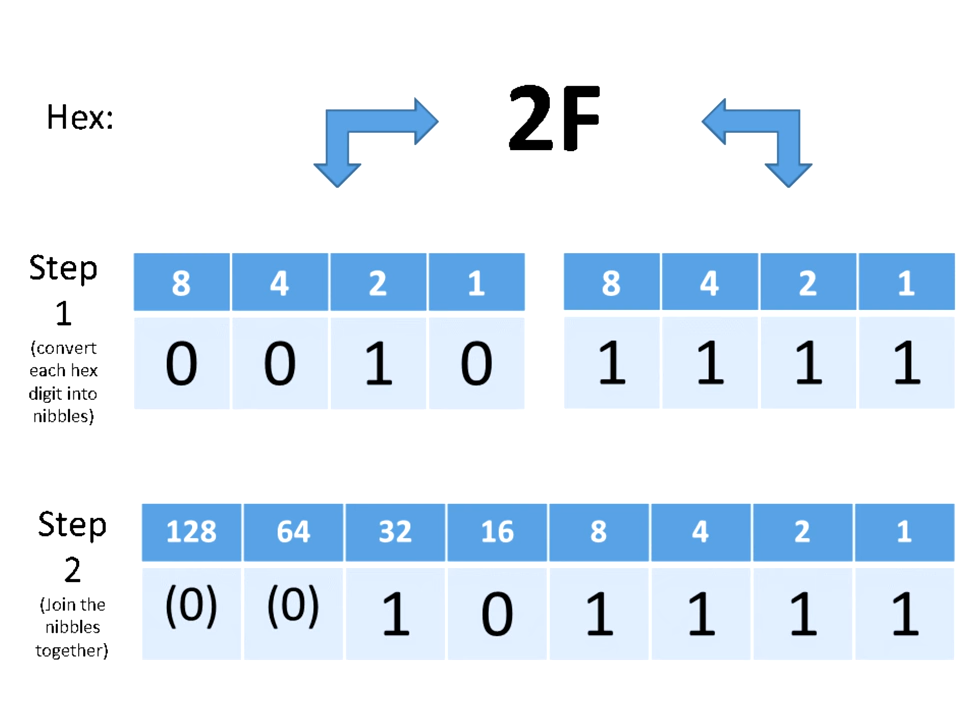 Hex:
2F
Step
1
(convert
each hex
digit into
nibbles)
8 4 2 1 8 4 2 1
0 0 1 0 1 1 1 1
Step
2
(Join the
nibbles
together)
128 64 32 16 8 4 2 1
(0) (0) 1 0 1 1 1 1